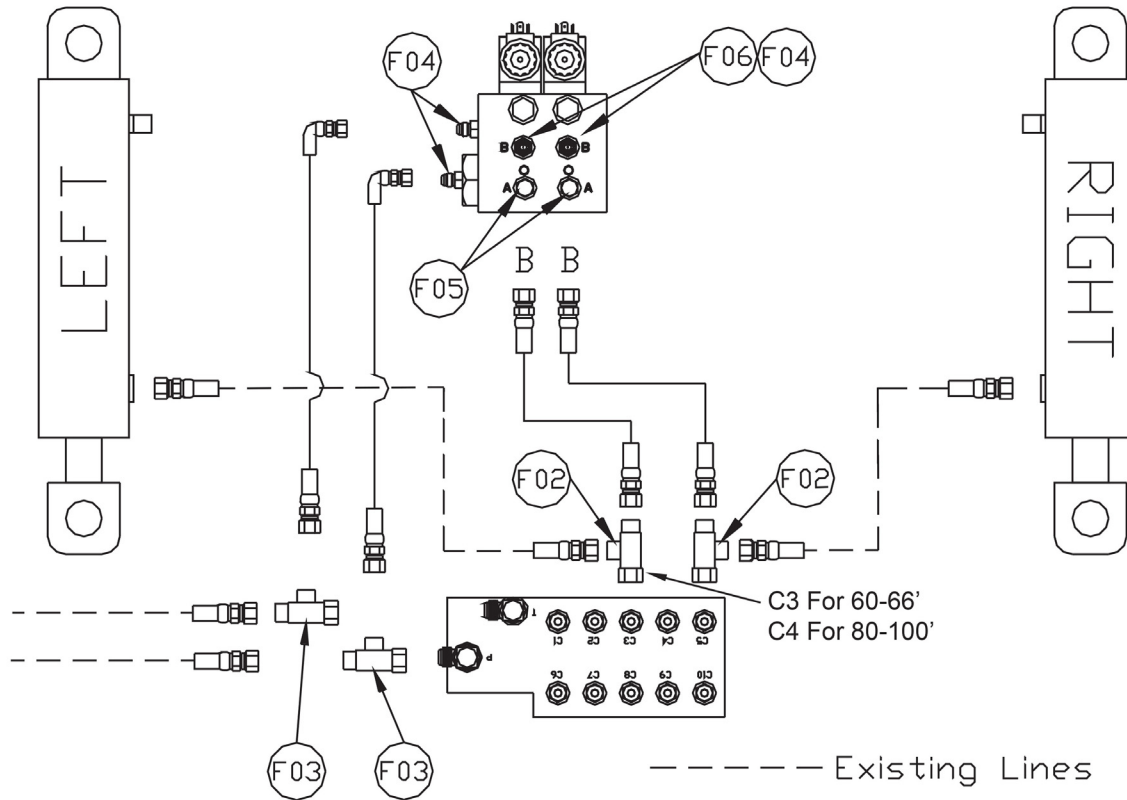 F04
F06 F04
B B
A A
LEFT
RIGHT
F05
B B
F02
F02
C3 For 60-66'
C4 For 80-100'
T
C1 C2 C3 C4 C5
P
C6 C7 C8 C9 C10
F03 F03
Existing Lines